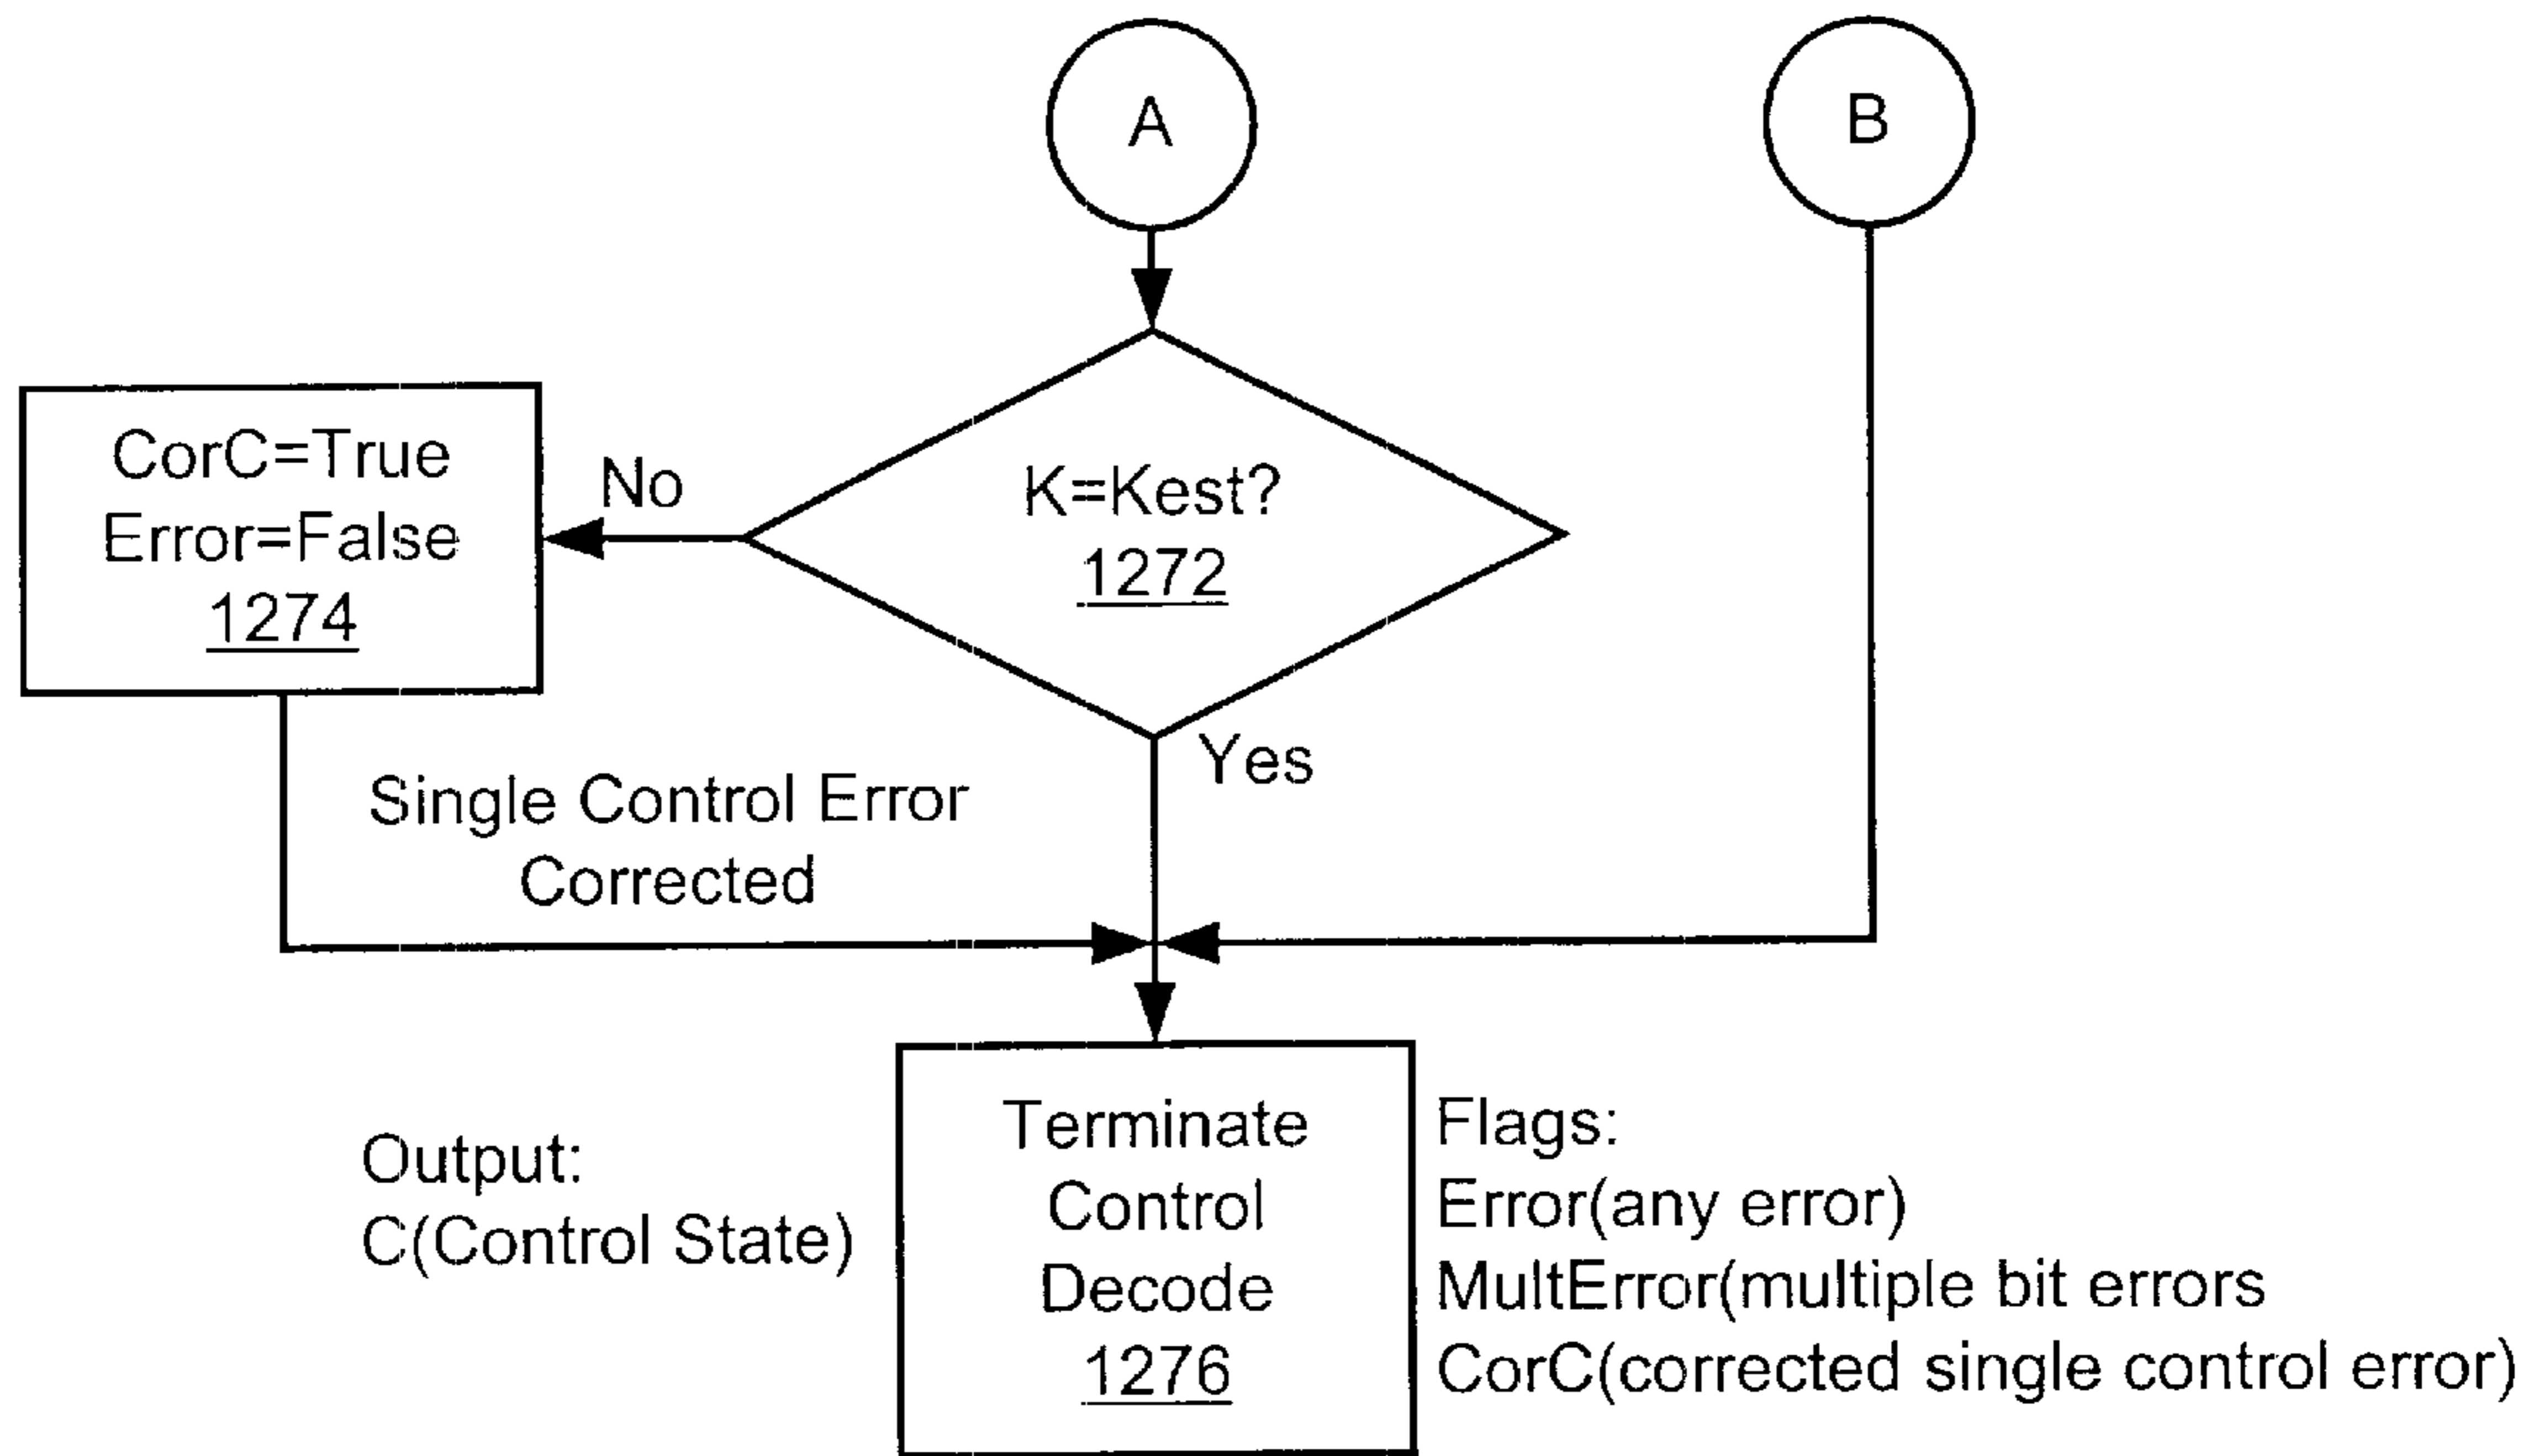 A
B
CorC=True
Error=False
1274
No
K=Kest?
1272
Yes
Single Control Error
Corrected
Output:
C(Control State)
Terminate
Control
Decode
1276
Flags:
Error(any error)
MultError(multiple bit errors
CorC(corrected single control error)